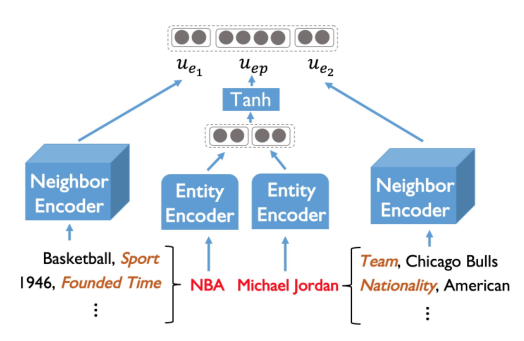 u_{e_1} u_{ep} u_{e_2}
Tanh
Neighbor
Encoder
Entity
Encoder
Entity
Encoder
Neighbor
Encoder
Basketball, Sport
1946, Founded Time
⋮
NBA
Michael Jordan
Team, Chicago Bulls
Nationality, American
⋮